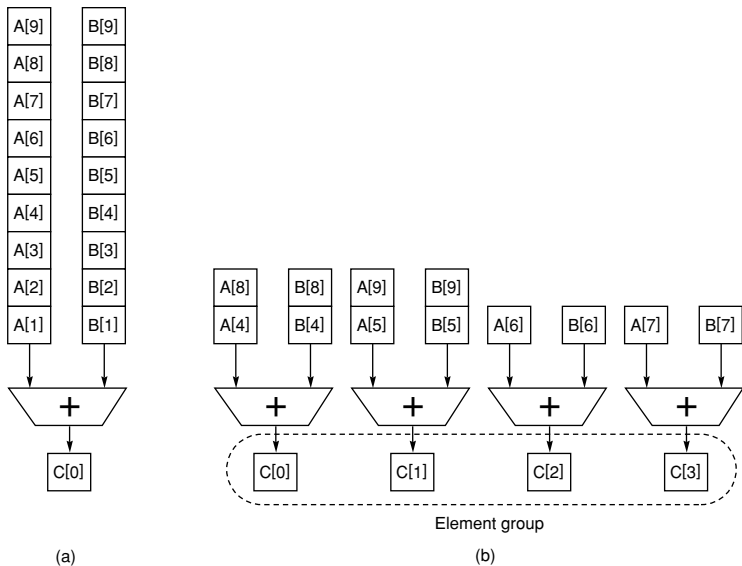 A[9] B[9]
A[8] B[8]
A[7] B[7]
A[6] B[6]
A[5] B[5]
A[4] B[4]
A[3] B[3]
A[2] B[2]
A[1] B[1]
+
C[0]
(a)
A[8] B[8] A[9] B[9]
A[4] B[4] A[5] B[5] A[6] B[6] A[7] B[7]
+ + + +
C[0] C[1] C[2] C[3]
Element group
(b)